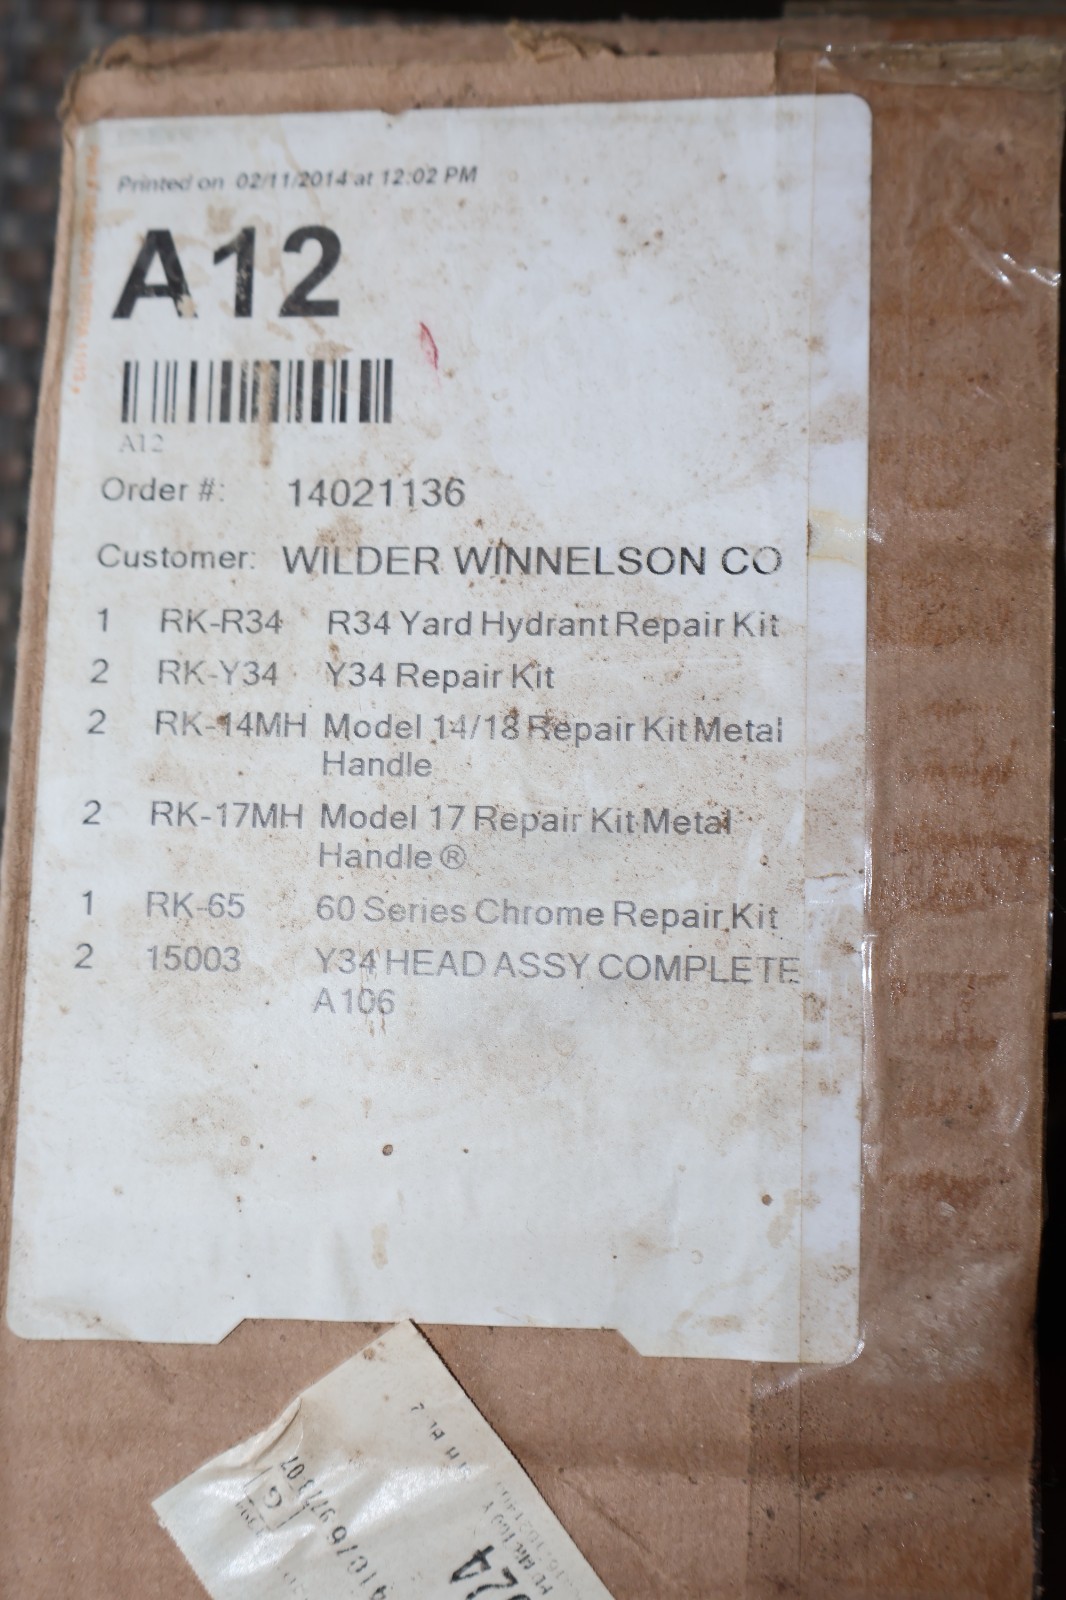 Printed on 02/11/2014 at 12:02 PM
A12
A12
Order #: 14021136
Customer: WILDER WINNELSON CO
1 RK-R34 R34 Yard Hydrant Repair Kit
2 RK-Y34 Y34 Repair Kit
2 RK-14MH Model 14/18 Repair Kit Metal
Handle
2 RK-17MH Model 17 Repair Kit Metal
Handle ®
1 RK-65 60 Series Chrome Repair Kit
2 15003 Y34 HEAD ASSY COMPLETE
A106